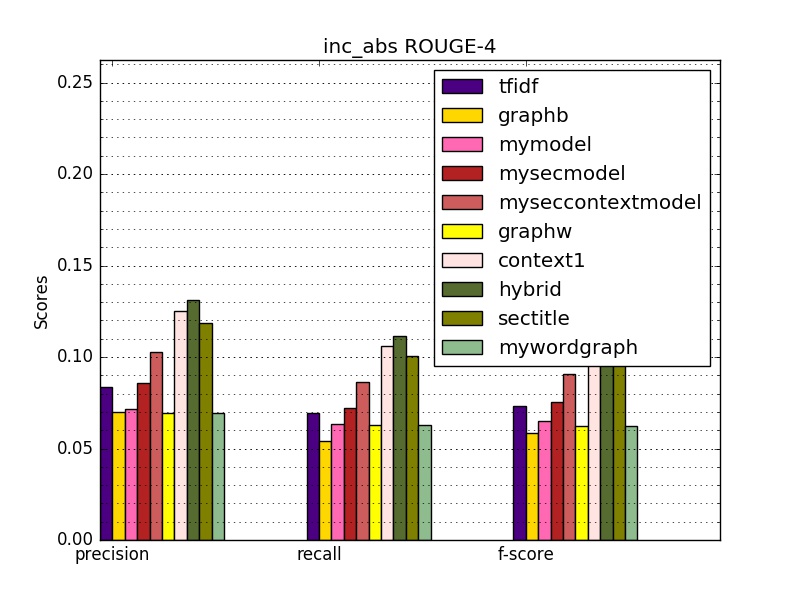 inc_abs ROUGE-4
0.25
0.20
0.15
0.10
0.05
0.00
Scores
tfidf
graphb
mymodel
mysecmodel
myseccontextmodel
graphw
context1
hybrid
sectitle
mywordgraph
precision recall f-score